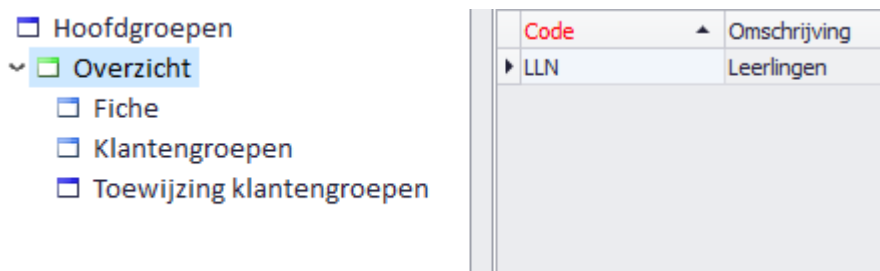 Hoofdgroepen
Overzicht
Fiche
Klantengroepen
Toewijzing klantengroepen
Code Omschrijving
LLN Leerlingen